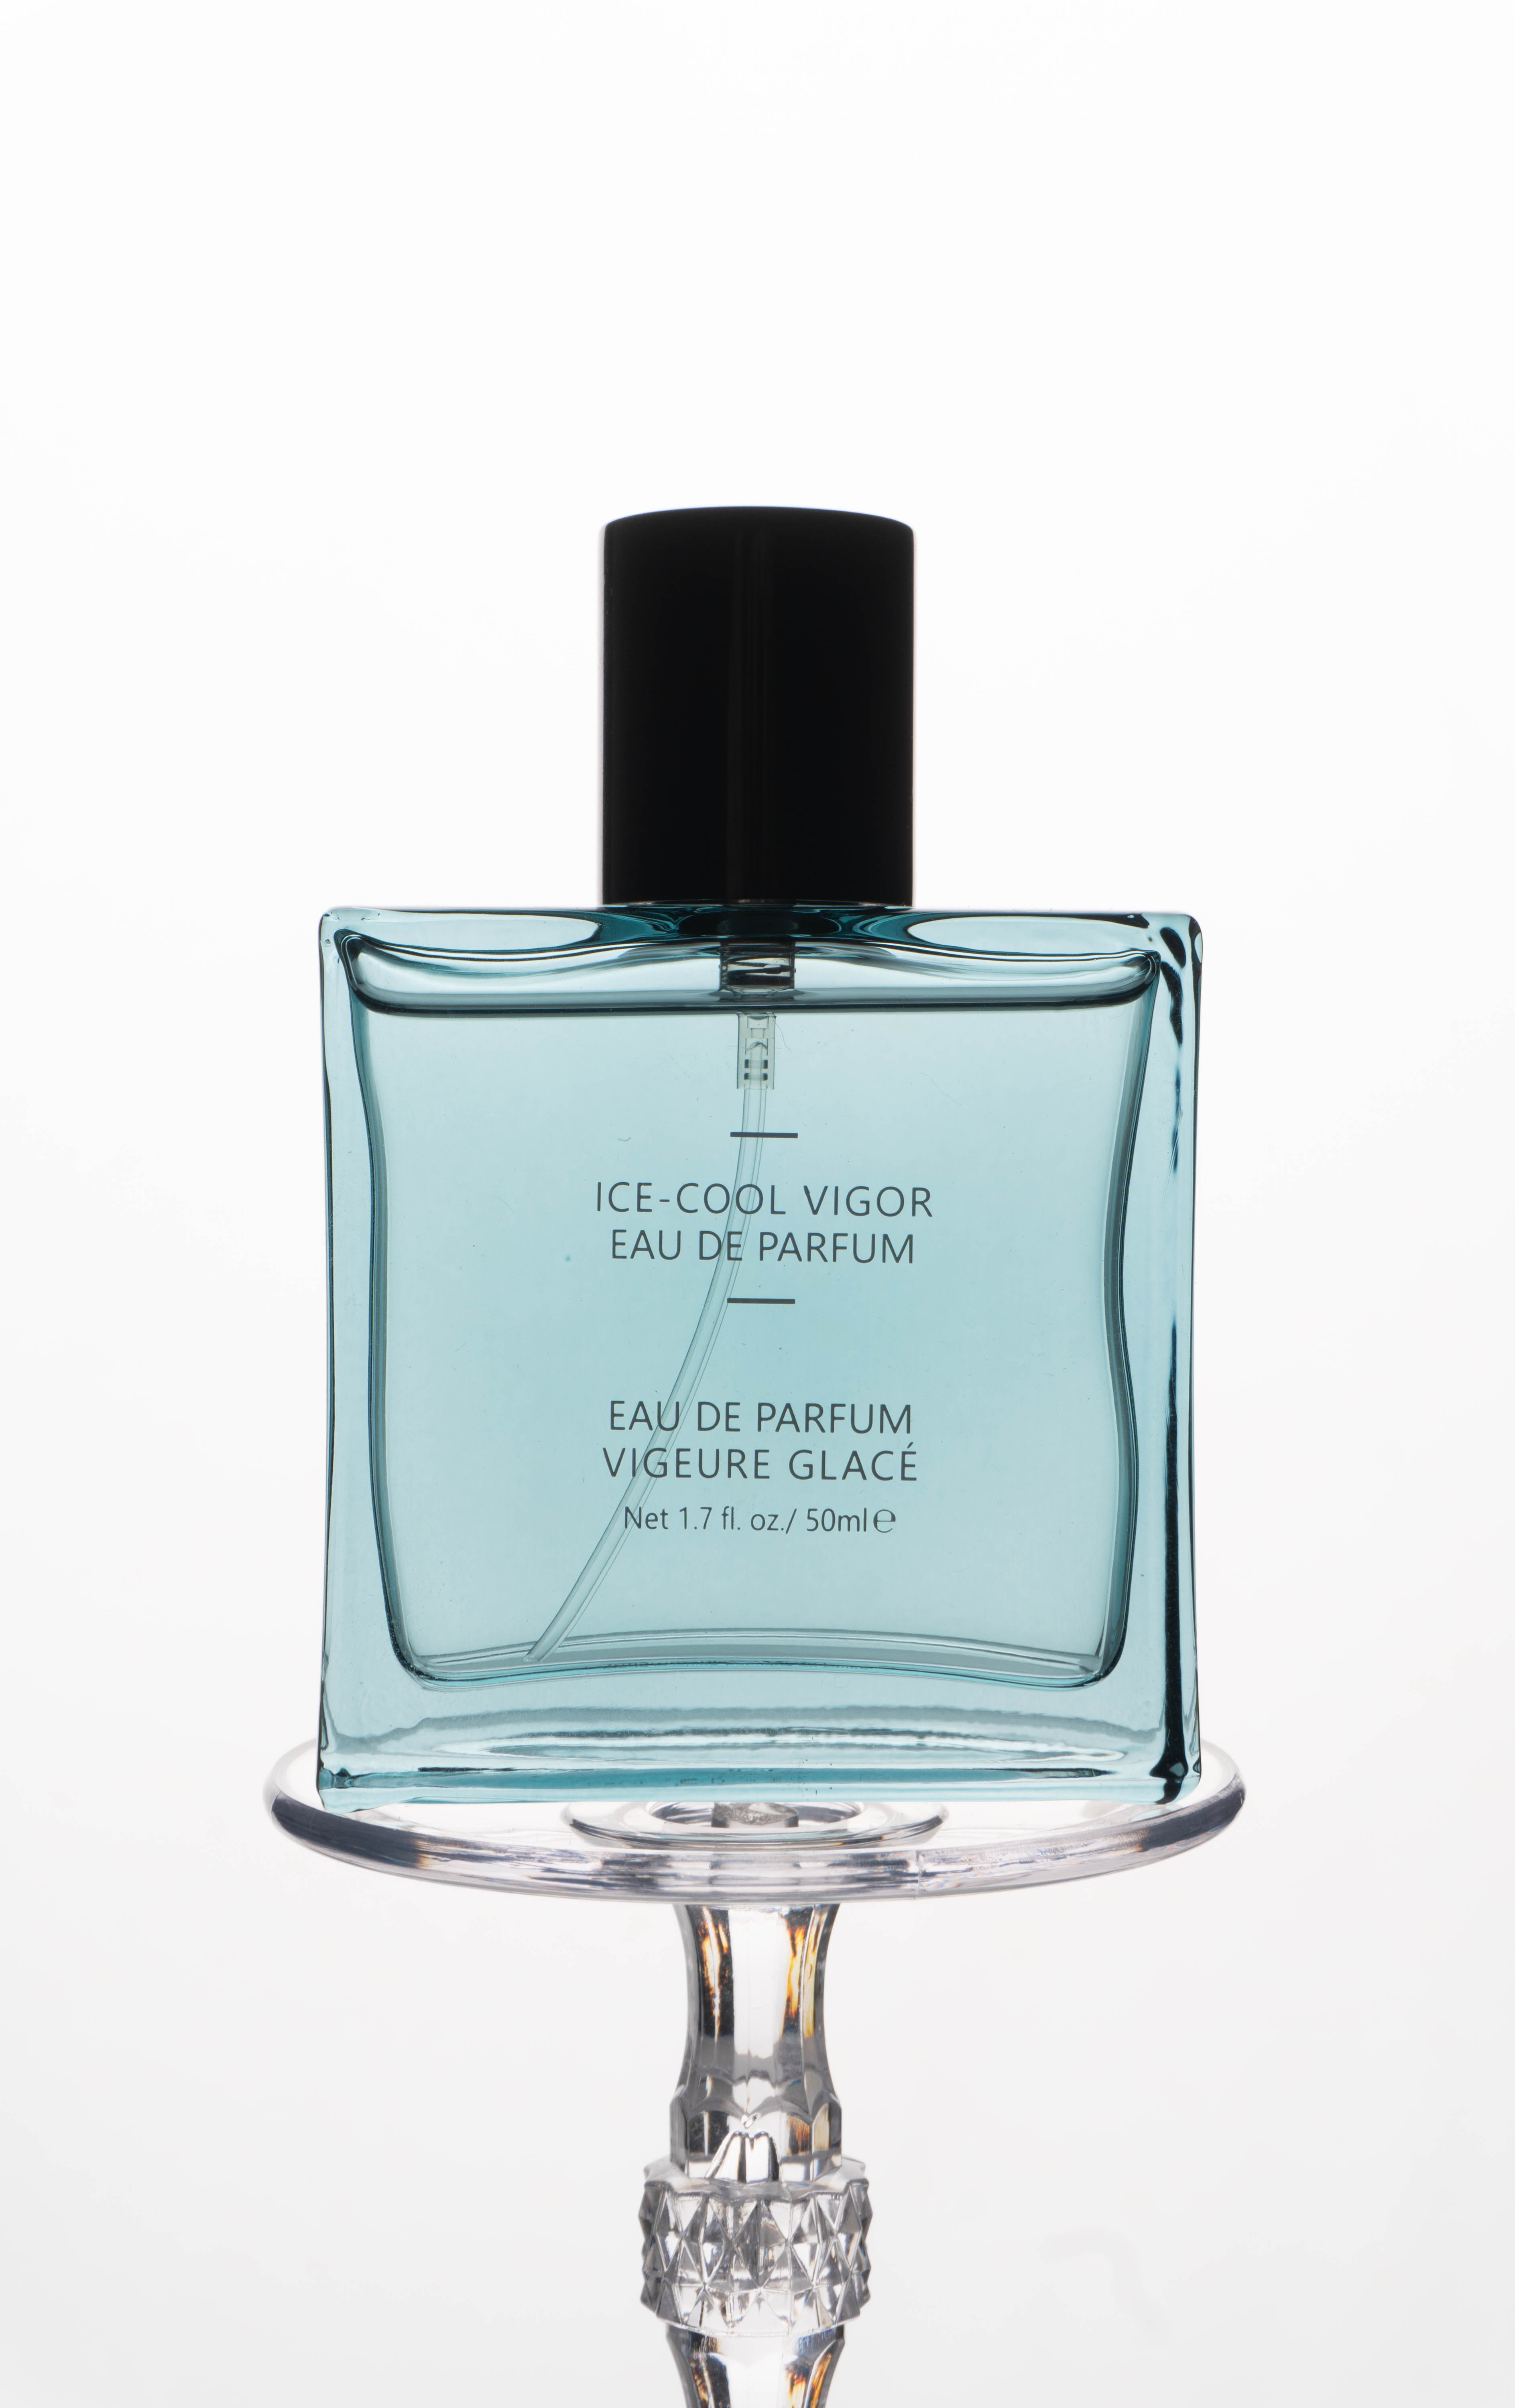 ICE-COOL VIGOR
EAU DE PARFUM
EAU DE PARFUM
VIGEURE GLACÉ
Net 1.7 fl. oz./ 50ml ℮